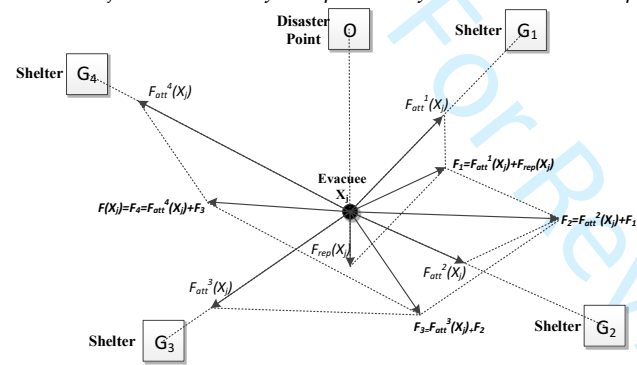 Disaster
Point
O
Shelter
G1
Shelter
G4
Fatt4(Xj)
Fatt1(Xj)
Evacuee
Xj
F1=Fatt1(Xj)+Frep(Xj)
F(Xj)=F4=Fatt4(Xj)+F3
F2=Fatt2(Xj)+F1
Frep(Xj)
Fatt2(Xj)
Fatt3(Xj)
F3=Fatt3(Xj)+F2
Shelter
G3
Shelter
G2
For Rev